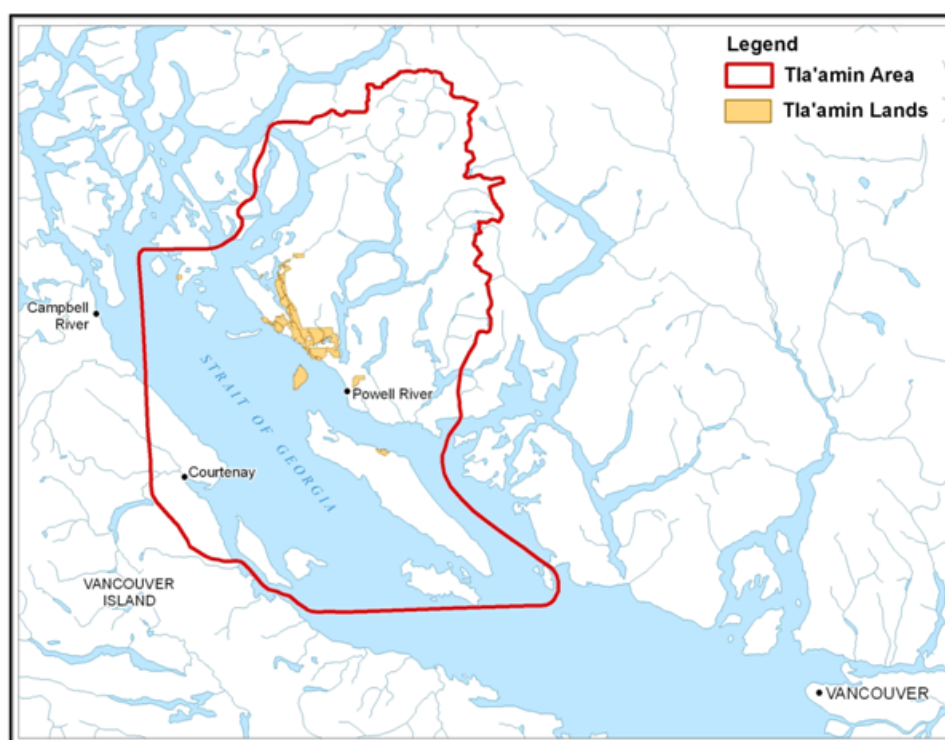 Legend
Tla'amin Area
Tla'amin Lands
Campbell
River
STRAIT OF GEORGIA
Powell River
Courtenay
VANCOUVER
ISLAND
VANCOUVER